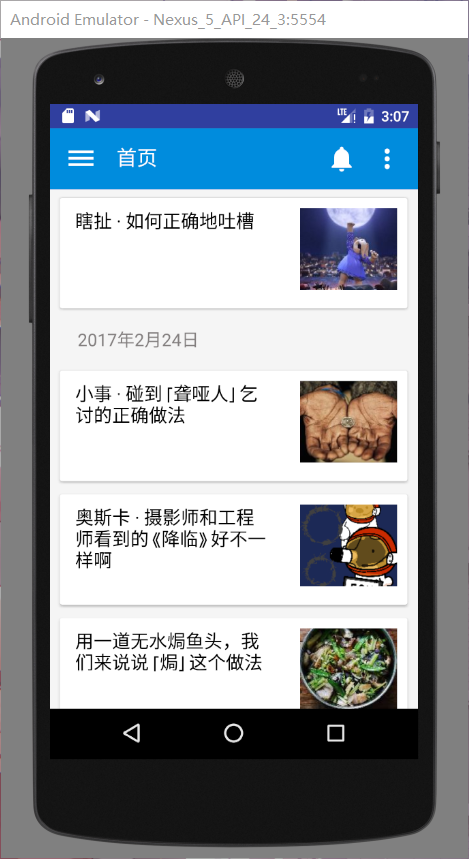 Android Emulator - Nexus_5_API_24_3:5554
LTE 3:07
首页
瞎扯 · 如何正确地吐槽
2017年2月24日
小事 · 碰到「聋哑人」乞
讨的正确做法
奥斯卡 · 摄影师和工程
师看到的《降临》好不一
样啊
用一道无水焗鱼头，我
们来说说「焗」这个做法